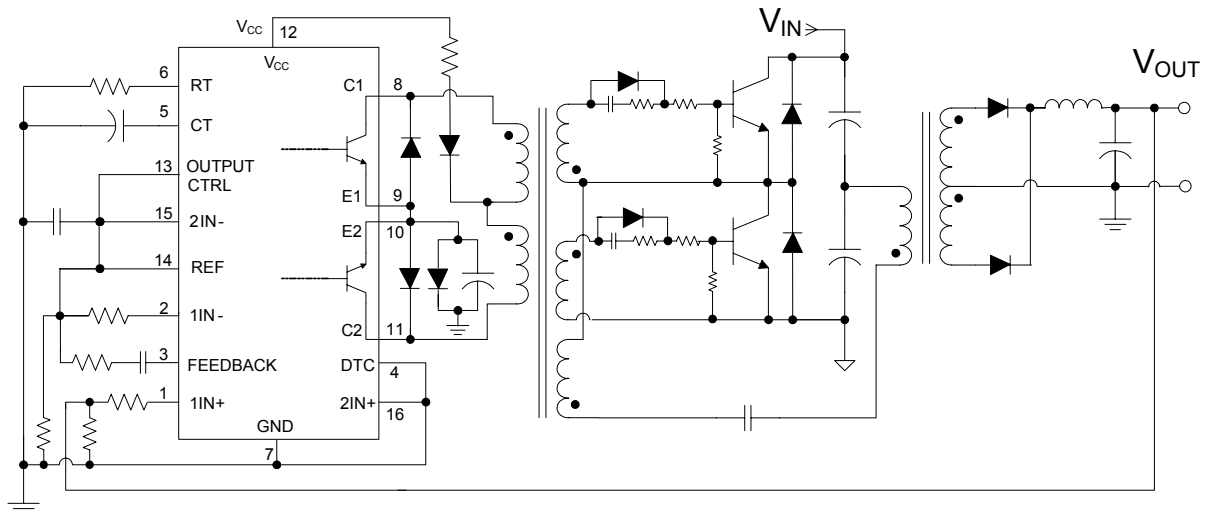 VCC
12
VCC
6
RT
5
CT
13
OUTPUT
CTRL
15
2IN-
14
REF
2
1IN-
3
FEEDBACK
1
1IN+
GND
7
C1
8
E1
9
E2
10
C2
11
DTC
4
2IN+
16
VIN
VOUT